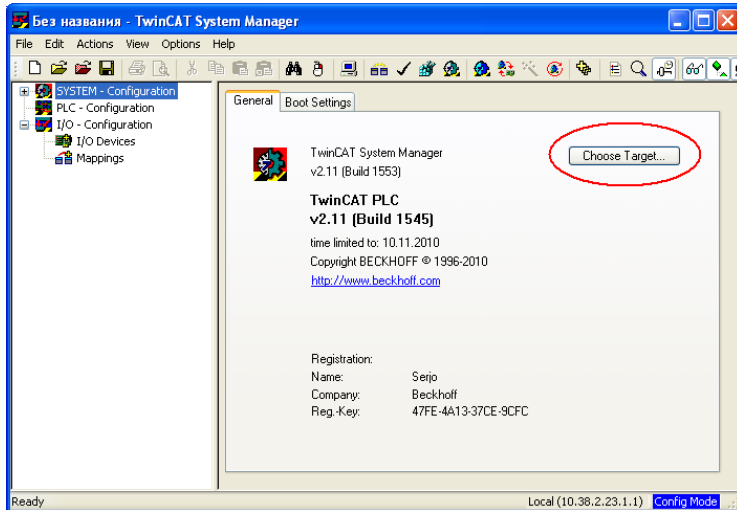 Без названия - TwinCAT System Manager
File Edit Actions View Options Help
SYSTEM - Configuration
PLC - Configuration
I/O - Configuration
I/O Devices
Mappings
General Boot Settings
TwinCAT System Manager
v2.11 (Build 1553)
Choose Target...
TwinCAT PLC
v2.11 (Build 1545)
time limited to: 10.11.2010
Copyright BECKHOFF © 1996-2010
http://www.beckhoff.com
Registration:
Name: Serjo
Company: Beckhoff
Reg.-Key: 47FE-4A13-37CE-9CFC
Ready Local (10.38.2.23.1.1) Config Mode